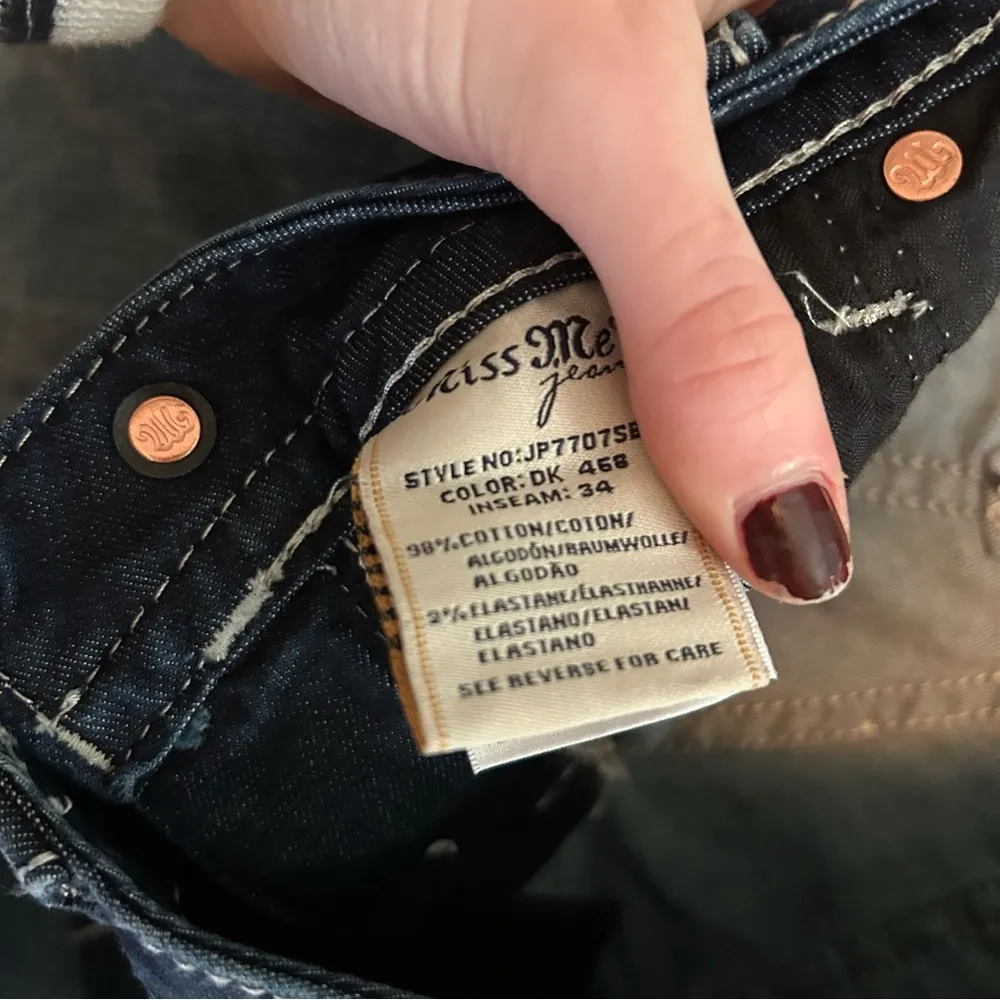 Miss Me
jean
STYLE NO:JP7707SB
COLOR: DK 468
INSEAM: 34
98% COTTON/COTON/
ALGODÓN/BAUMWOLLE/
ALGODÃO
2% ELASTANE/ÉLASTHANNE/
ELASTANO/ELASTAN/
ELASTANO
SEE REVERSE FOR CARE